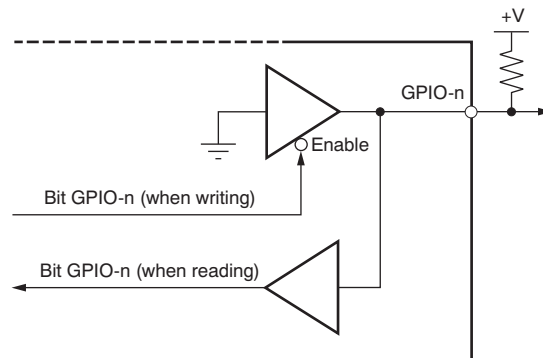 +V
GPIO-n
Enable
Bit GPIO-n (when writing)
Bit GPIO-n (when reading)